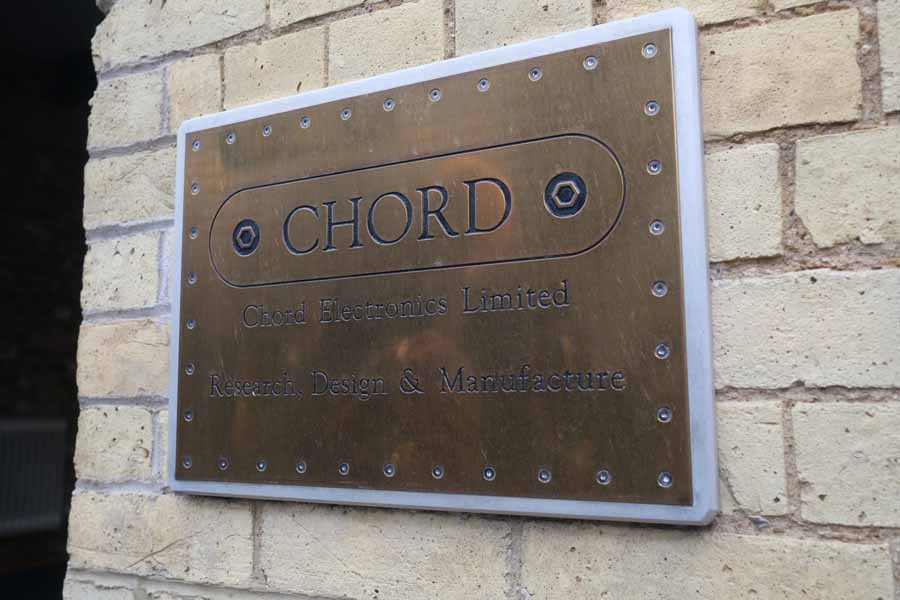 CHORD
Chord Electronics Limited
Research, Design & Manufacture